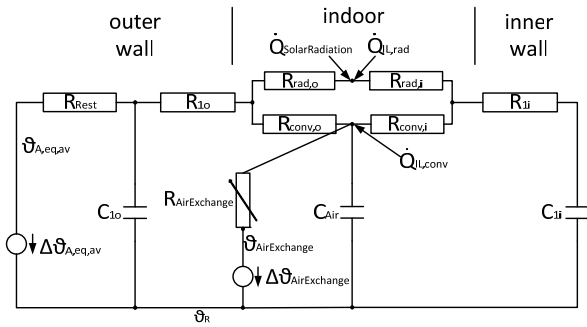 outer wall
indoor
inner wall
Q̇SolarRadiation
Q̇IL,rad
RRest
R1o
Rrad,o
Rrad,i
R1i
Rconv,o
Rconv,i
ϑA,eq,av
Q̇IL,conv
RAirExchange
C1o
CAir
C1i
ϑAirExchange
ΔϑA,eq,av
ΔϑAirExchange
ϑR